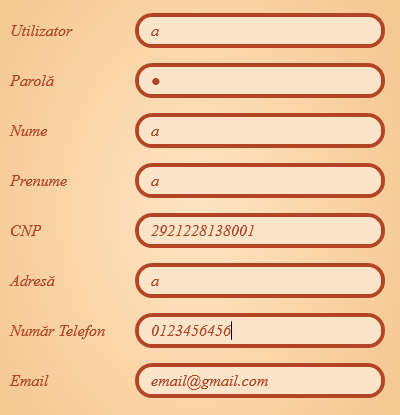 Utilizator a
Parolă ●
Nume a
Prenume a
CNP 2921228138001
Adresă a
Număr Telefon 0123456456
Email email@gmail.com